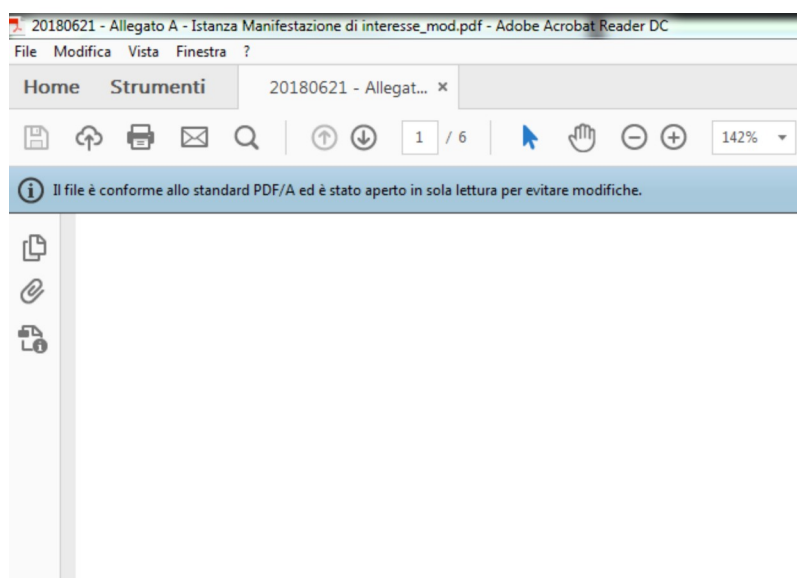 20180621 - Allegato A - Istanza Manifestazione di interesse_mod.pdf - Adobe Acrobat Reader DC
File Modifica Vista Finestra ?
Home Strumenti 20180621 - Allegat... ×
1 / 6 142%
Il file è conforme allo standard PDF/A ed è stato aperto in sola lettura per evitare modifiche.